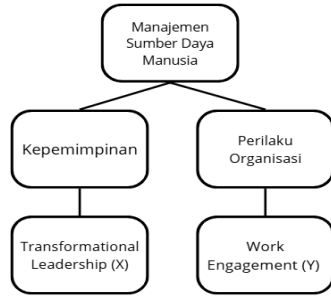 Manajemen
Sumber Daya
Manusia
Kepemimpinan
Perilaku
Organisasi
Transformational
Leadership (X)
Work
Engagement (Y)